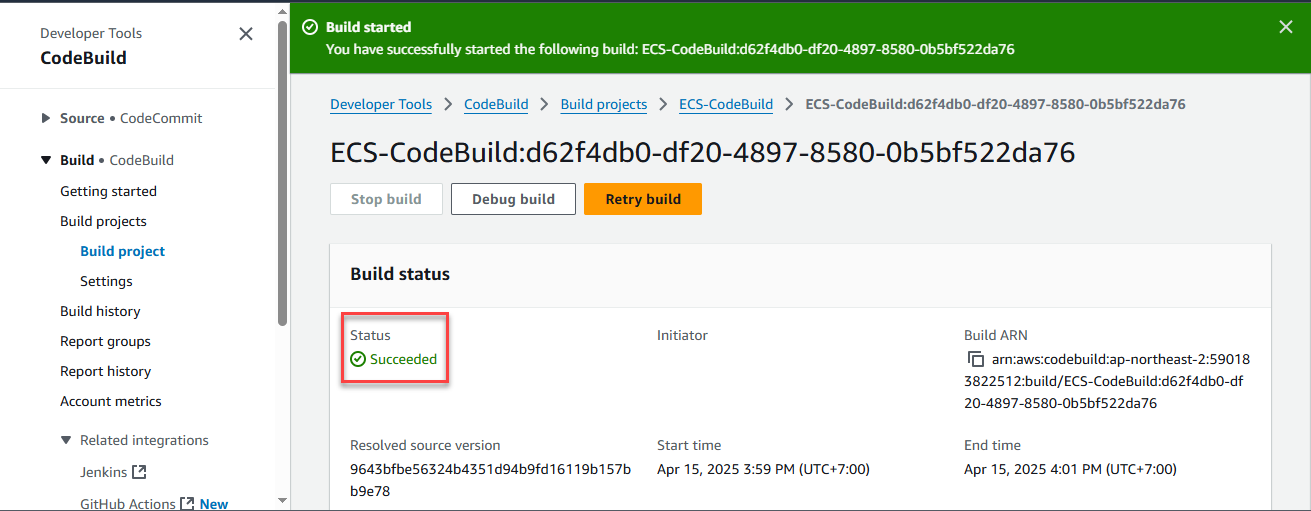 Developer Tools
CodeBuild
Source • CodeCommit
Build • CodeBuild
Getting started
Build projects
Build project
Settings
Build history
Report groups
Report history
Account metrics
Related integrations
Jenkins
GitHub Actions New
Build started
You have successfully started the following build: ECS-CodeBuild:d62f4db0-df20-4897-8580-0b5bf522da76
Developer Tools > CodeBuild > Build projects > ECS-CodeBuild > ECS-CodeBuild:d62f4db0-df20-4897-8580-0b5bf522da76
ECS-CodeBuild:d62f4db0-df20-4897-8580-0b5bf522da76
Stop build Debug build Retry build
Build status
Status
Succeeded
Initiator
Build ARN
arn:aws:codebuild:ap-northeast-2:59018
3822512:build/ECS-CodeBuild:d62f4db0-df
20-4897-8580-0b5bf522da76
Resolved source version
9643bfbe56324b4351d94b9fd16119b157b
b9e78
Start time
Apr 15, 2025 3:59 PM (UTC+7:00)
End time
Apr 15, 2025 4:01 PM (UTC+7:00)